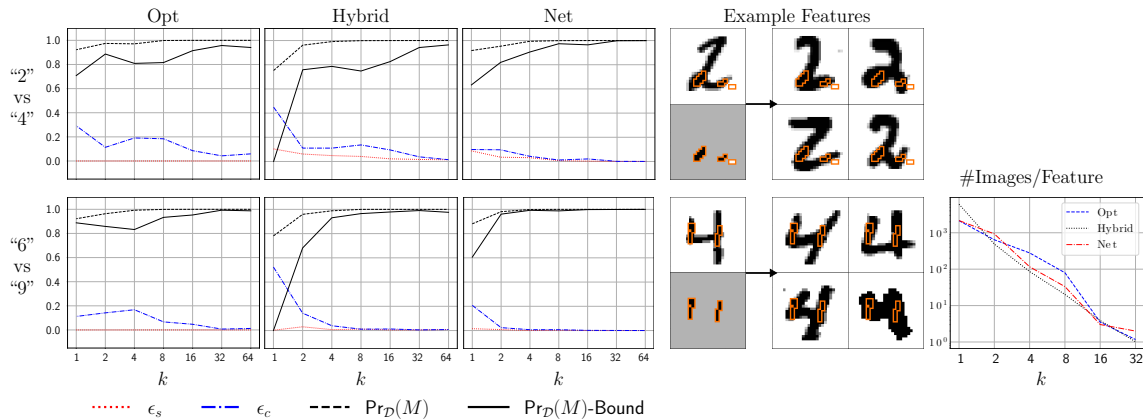 Opt Hybrid Net Example Features
1.0
0.8
0.6
0.4
0.2
0.0
“2”
vs
“4”
#Images/Feature
1.0
0.8
0.6
0.4
0.2
0.0
“6”
vs
“9”
10³
10²
10¹
10⁰
Opt
Hybrid
Net
1 2 4 8 16 32 64
1 2 4 8 16 32 64
1 2 4 8 16 32 64
1 2 4 8 16 32
k k k k
ϵₛ ϵ꜀ Pr_𝒟(M) Pr_𝒟(M)-Bound